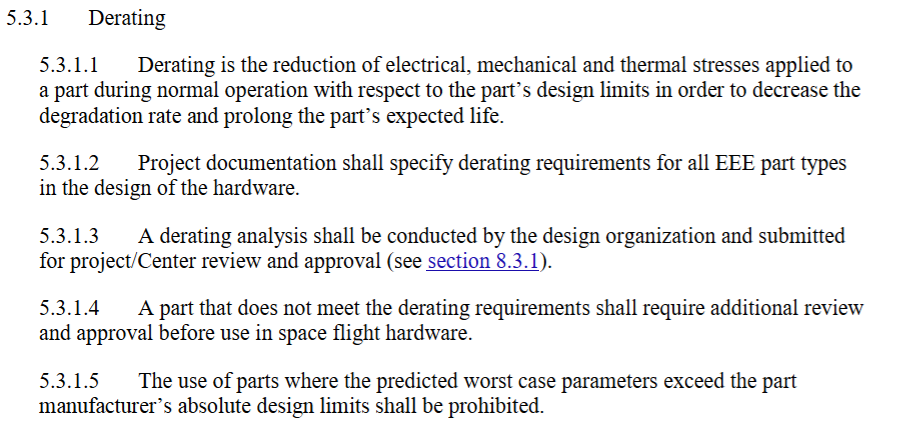 5.3.1 Derating
5.3.1.1 Derating is the reduction of electrical, mechanical and thermal stresses applied to
a part during normal operation with respect to the part’s design limits in order to decrease the
degradation rate and prolong the part’s expected life.
5.3.1.2 Project documentation shall specify derating requirements for all EEE part types
in the design of the hardware.
5.3.1.3 A derating analysis shall be conducted by the design organization and submitted
for project/Center review and approval (see section 8.3.1).
5.3.1.4 A part that does not meet the derating requirements shall require additional review
and approval before use in space flight hardware.
5.3.1.5 The use of parts where the predicted worst case parameters exceed the part
manufacturer’s absolute design limits shall be prohibited.